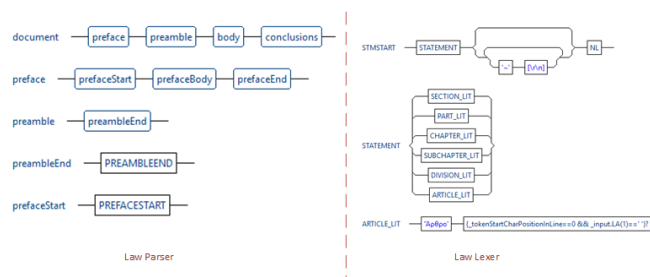 document preface preamble body conclusions
preface prefaceStart prefaceBody prefaceEnd
preamble preambleEnd
preambleEnd PREAMBLEEND
prefaceStart PREFACESTART
Law Parser
STMSTART STATEMENT NL
'~' [\r\n]
SECTION_LIT
PART_LIT
CHAPTER_LIT
STATEMENT
SUBCHAPTER_LIT
DIVISION_LIT
ARTICLE_LIT
ARTICLE_LIT 'Άρθρο' {_tokenStartCharPositionInLine==0 && _input.LA(1)==' '}?
Law Lexer